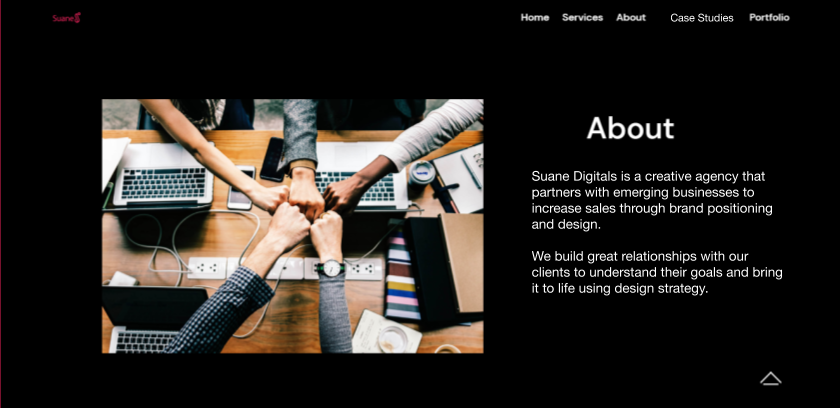 Suane
Home Services About Case Studies Portfolio
About
Suane Digitals is a creative agency that
partners with emerging businesses to
increase sales through brand positioning
and design.
We build great relationships with our
clients to understand their goals and bring
it to life using design strategy.